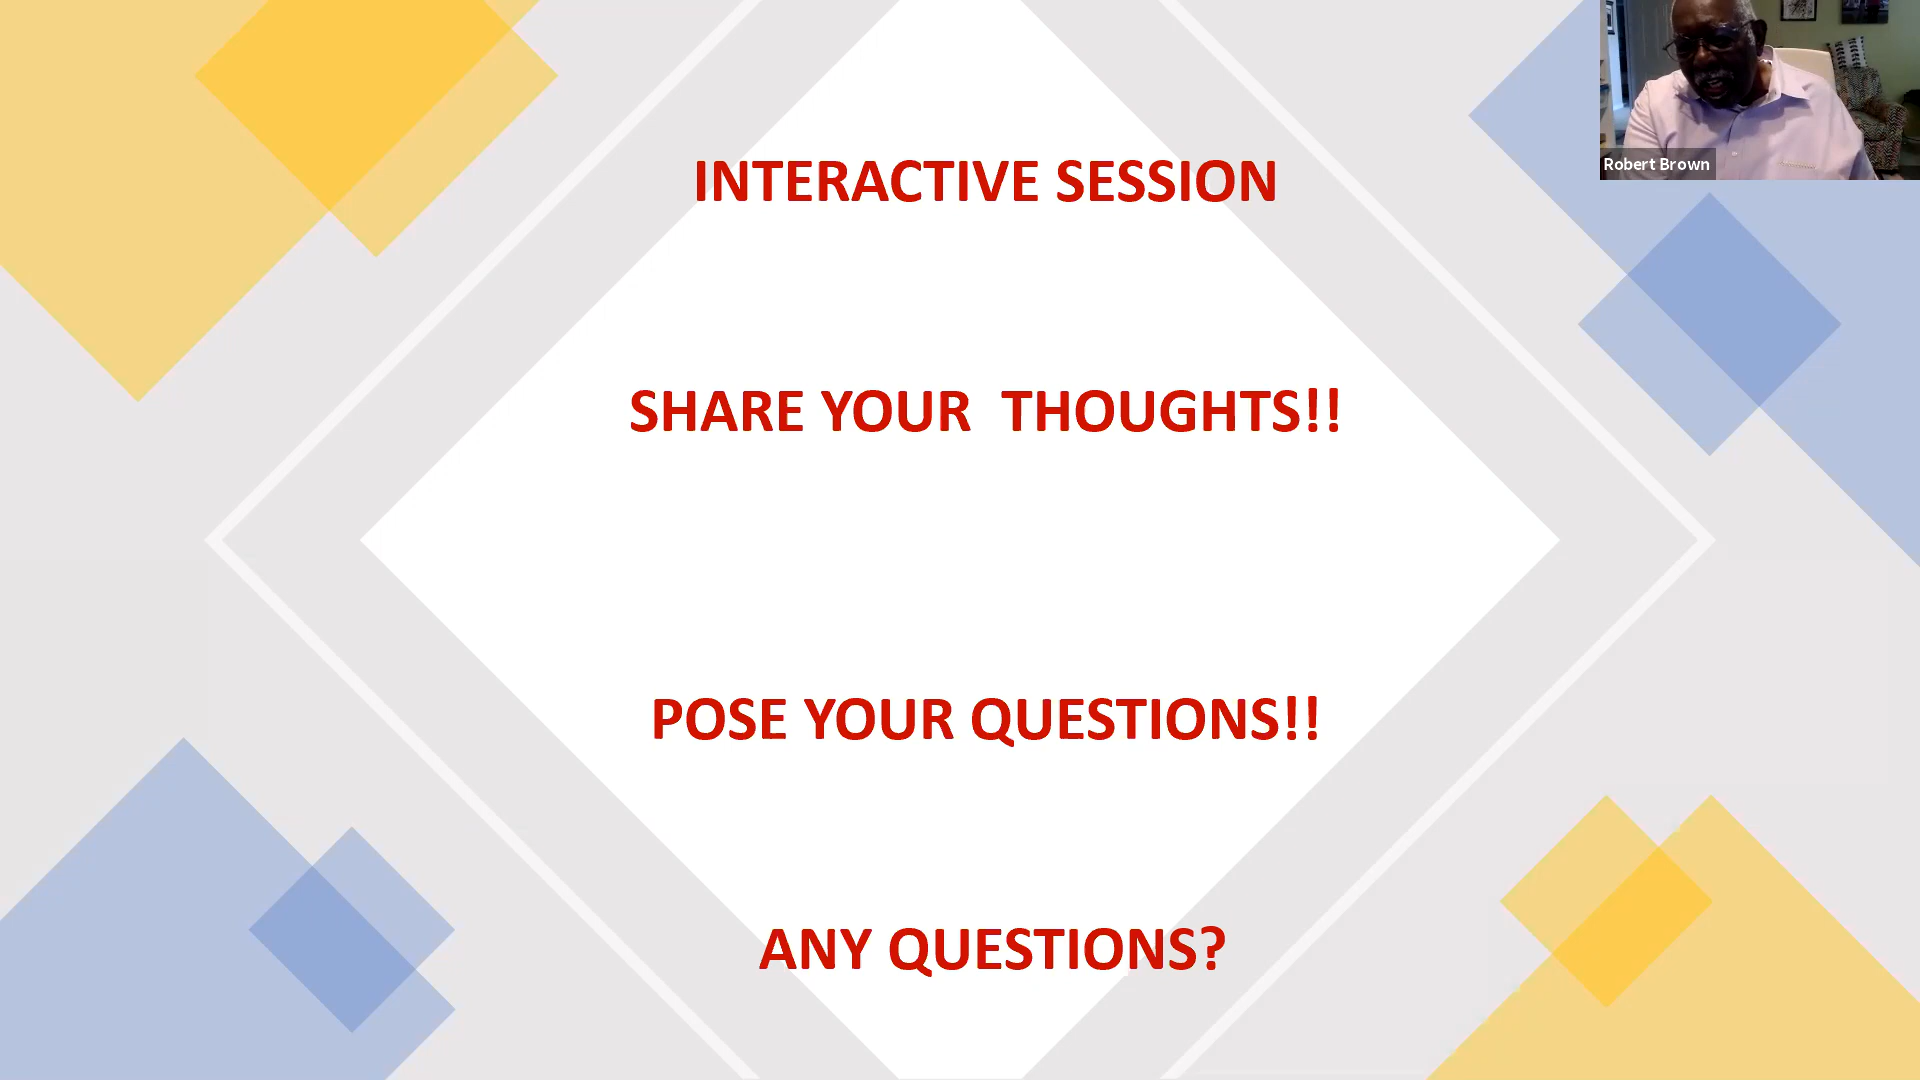 INTERACTIVE SESSION
Robert Brown
SHARE YOUR  THOUGHTS!!
POSE YOUR QUESTIONS!!
ANY QUESTIONS?